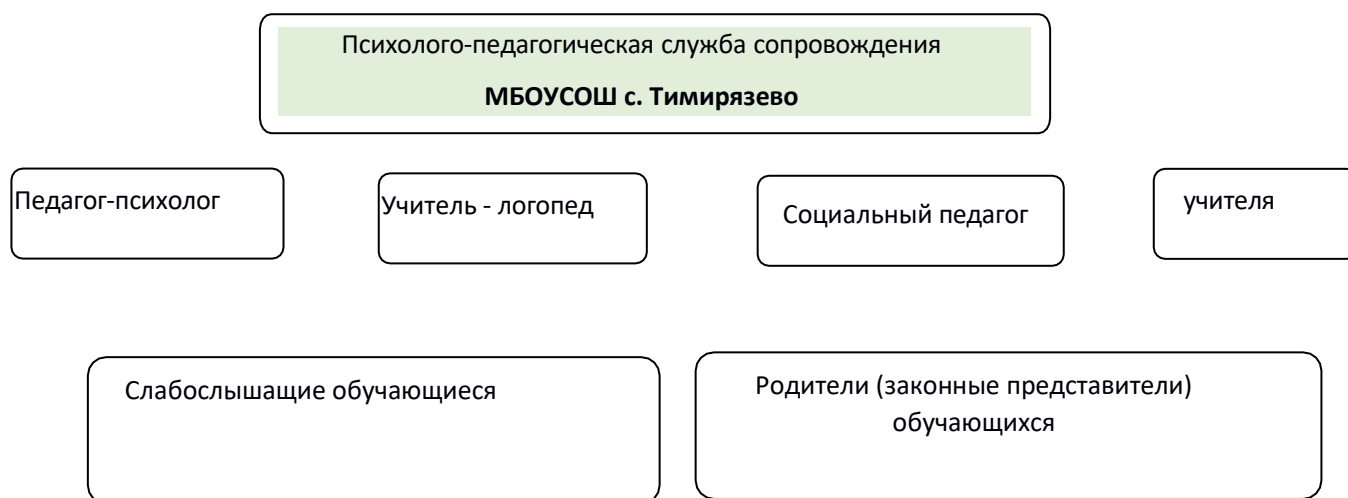 Психолого-педагогическая служба сопровождения
МБОУСОШ с. Тимирязево
Педагог-психолог
Учитель - логопед
Социальный педагог
учителя
Слабослышащие обучающиеся
Родители (законные представители)
обучающихся